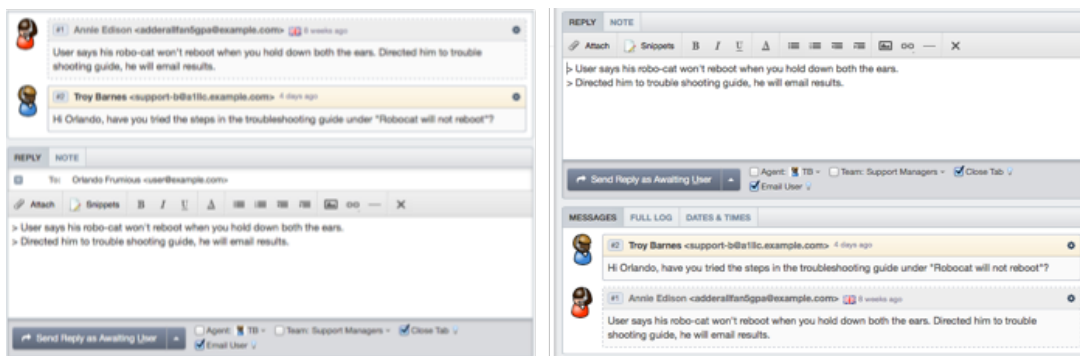 #1 Annie Edison <adderallfan5gpa@example.com> 8 weeks ago
User says his robo-cat won't reboot when you hold down both the ears. Directed him to trouble
shooting guide, he will email results.
#2 Troy Barnes <support-b@a1llc.example.com> 4 days ago
Hi Orlando, have you tried the steps in the troubleshooting guide under "Robocat will not reboot"?
REPLY NOTE
To: Orlando Frumious <user@example.com>
Attach Snippets B I U A X
> User says his robo-cat won't reboot when you hold down both the ears.
> Directed him to trouble shooting guide, he will email results.
Send Reply as Awaiting User Agent: TB Team: Support Managers Close Tab
Email User
REPLY NOTE
Attach Snippets B I U A X
> User says his robo-cat won't reboot when you hold down both the ears.
> Directed him to trouble shooting guide, he will email results.
Send Reply as Awaiting User Agent: TB Team: Support Managers Close Tab
Email User
MESSAGES FULL LOG DATES & TIMES
#2 Troy Barnes <support-b@a1llc.example.com> 4 days ago
Hi Orlando, have you tried the steps in the troubleshooting guide under "Robocat will not reboot"?
#1 Annie Edison <adderallfan5gpa@example.com> 8 weeks ago
User says his robo-cat won't reboot when you hold down both the ears. Directed him to trouble
shooting guide, he will email results.